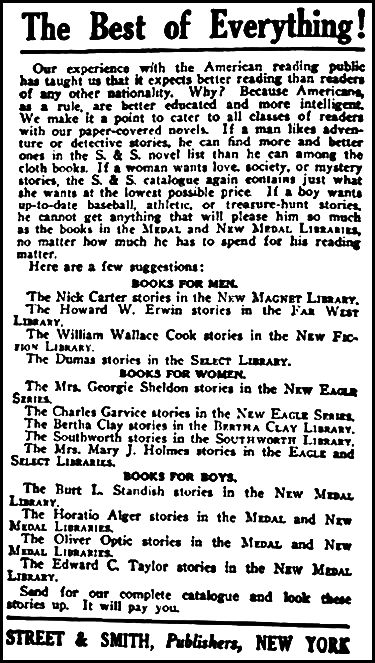 The Best of Everything!
Our experience with the American reading public
has taught us that it expects better reading than readers
of any other nationality. Why? Because Americans,
as a rule, are better educated and more intelligent.
We make it a point to cater to all classes of readers
with our paper-covered novels. If a man likes adven-
ture or detective stories, he can find more and better
ones in the S. & S. novel list than he can among the
cloth books. If a woman wants love, society, or mystery
stories, the S. & S. catalogue again contains just what
she wants at the lowest possible price. If a boy wants
up-to-date baseball, athletic, or treasure-hunt stories,
he cannot get anything that will please him so much
as the books in the MEDAL and NEW MEDAL LIBRARIES,
no matter how much he has to spend for his reading
matter.
Here are a few suggestions:
BOOKS FOR MEN.
The Nick Carter stories in the NEW MAGNET LIBRARY.
The Howard W. Erwin stories in the FAR WEST
LIBRARY.
The William Wallace Cook stories in the NEW FIC-
TION LIBRARY.
The Dumas stories in the SELECT LIBRARY.
BOOKS FOR WOMEN.
The Mrs. Georgie Sheldon stories in the NEW EAGLE
SERIES.
The Charles Garvice stories in the NEW EAGLE SERIES.
The Bertha Clay stories in the BERTHA CLAY LIBRARY.
The Southworth stories in the SOUTHWORTH LIBRARY.
The Mrs. Mary J. Holmes stories in the EAGLE and
SELECT LIBRARIES.
BOOKS FOR BOYS.
The Burt L. Standish stories in the NEW MEDAL
LIBRARY.
The Horatio Alger stories in the MEDAL and NEW
MEDAL LIBRARIES.
The Oliver Optic stories in the MEDAL and NEW
MEDAL LIBRARIES.
The Edward C. Taylor stories in the NEW MEDAL
LIBRARY.
Send for our complete catalogue and look these
stories up. It will pay you.
STREET & SMITH, Publishers, NEW YORK